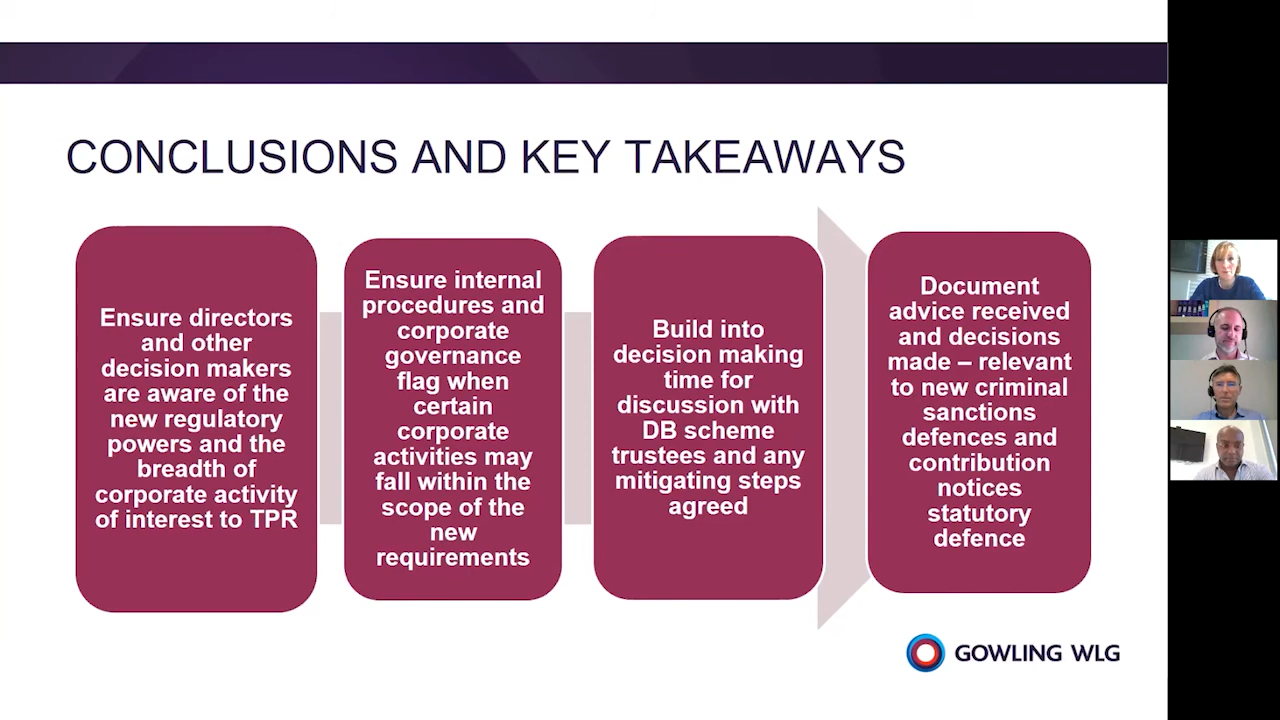 CONCLUSIONS AND KEY TAKEAWAYS
Ensure directors
and other
decision makers
are aware of the
new regulatory
powers and the
breadth of
corporate activity
of interest to TPR
Ensure internal
procedures and
corporate
governance
flag when
certain
corporate
activities may
fall within the
scope of the
new
requirements
Build into
decision making
time for
discussion with
DB scheme
trustees and any
mitigating steps
agreed
Document
advice received
and decisions
made – relevant
to new criminal
sanctions
defences and
contribution
notices
statutory
defence
GOWLING WLG